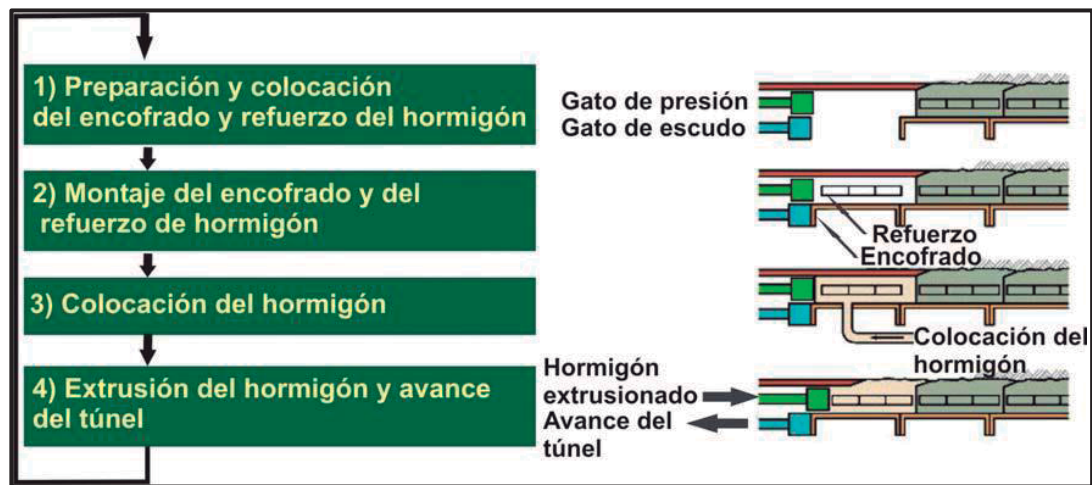 1) Preparación y colocación
del encofrado y refuerzo del hormigón
2) Montaje del encofrado y del
refuerzo de hormigón
3) Colocación del hormigón
4) Extrusión del hormigón y avance
del túnel
Gato de presión
Gato de escudo
Refuerzo
Encofrado
Colocación del
hormigón
Hormigón
extrusionado
Avance del
túnel